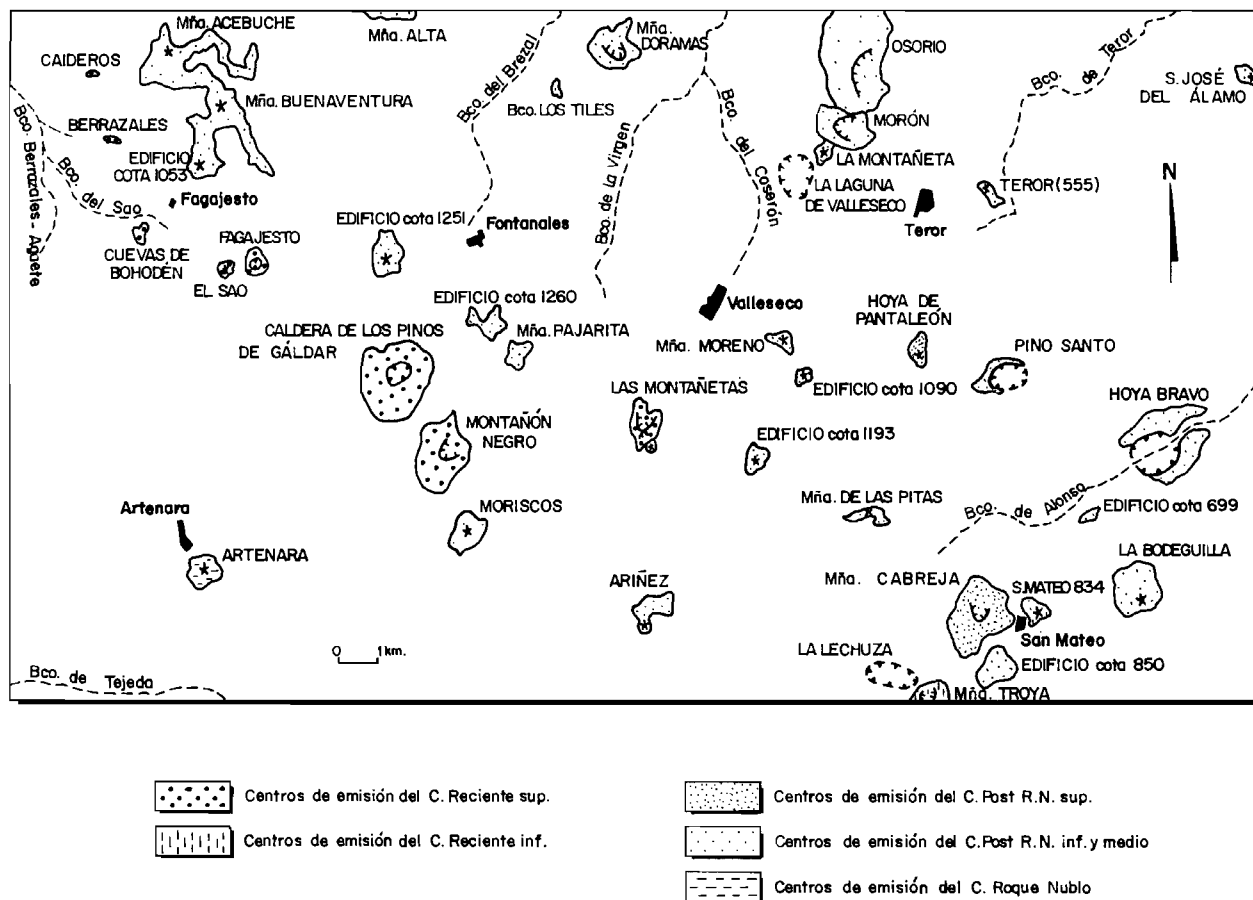 Mña. ACEBUCHE
Mña. ALTA
Mña.
DORAMAS
OSORIO
Bco. de Teror
CAIDEROS
Mña. BUENAVENTURA
Bco. del Brezal
Bco. LOS TILES
S. JOSÉ
DEL ÁLAMO
Bco. Berrazales - Agaete
BERRAZALES
EDIFICIO
COTA 1053
Bco. del Sao
Fagajesto
Bco. de la Virgen
Bco. del Caserón
MORÓN
LA MONTAÑETA
LA LAGUNA
DE VALLESECO
Teror
TEROR (555)
N
CUEVAS DE
BOHODÉN
FAGAJESTO
EL SAO
EDIFICIO cota 1251
Fontanales
EDIFICIO cota 1260
Mña. PAJARITA
CALDERA DE LOS PINOS
DE GÁLDAR
Valleseco
Mña. MORENO
HOYA DE
PANTALEÓN
PINO SANTO
EDIFICIO cota 1090
LAS MONTAÑETAS
HOYA BRAVO
MONTAÑÓN
NEGRO
EDIFICIO cota 1193
Mña. DE LAS PITAS
Bco. de Alonso
EDIFICIO cota 699
Artenara
ARTENARA
MORISCOS
ARIÑEZ
Mña. CABREJA
S. MATEO 834
LA BODEGUILLA
San Mateo
0 1 km.
LA LECHUZA
EDIFICIO cota 850
Bco. de Tejeda
Mña. TROYA
Centros de emisión del C. Reciente sup.
Centros de emisión del C. Reciente inf.
Centros de emisión del C. Post R.N. sup.
Centros de emisión del C. Post R.N. inf. y medio
Centros de emisión del C. Roque Nublo